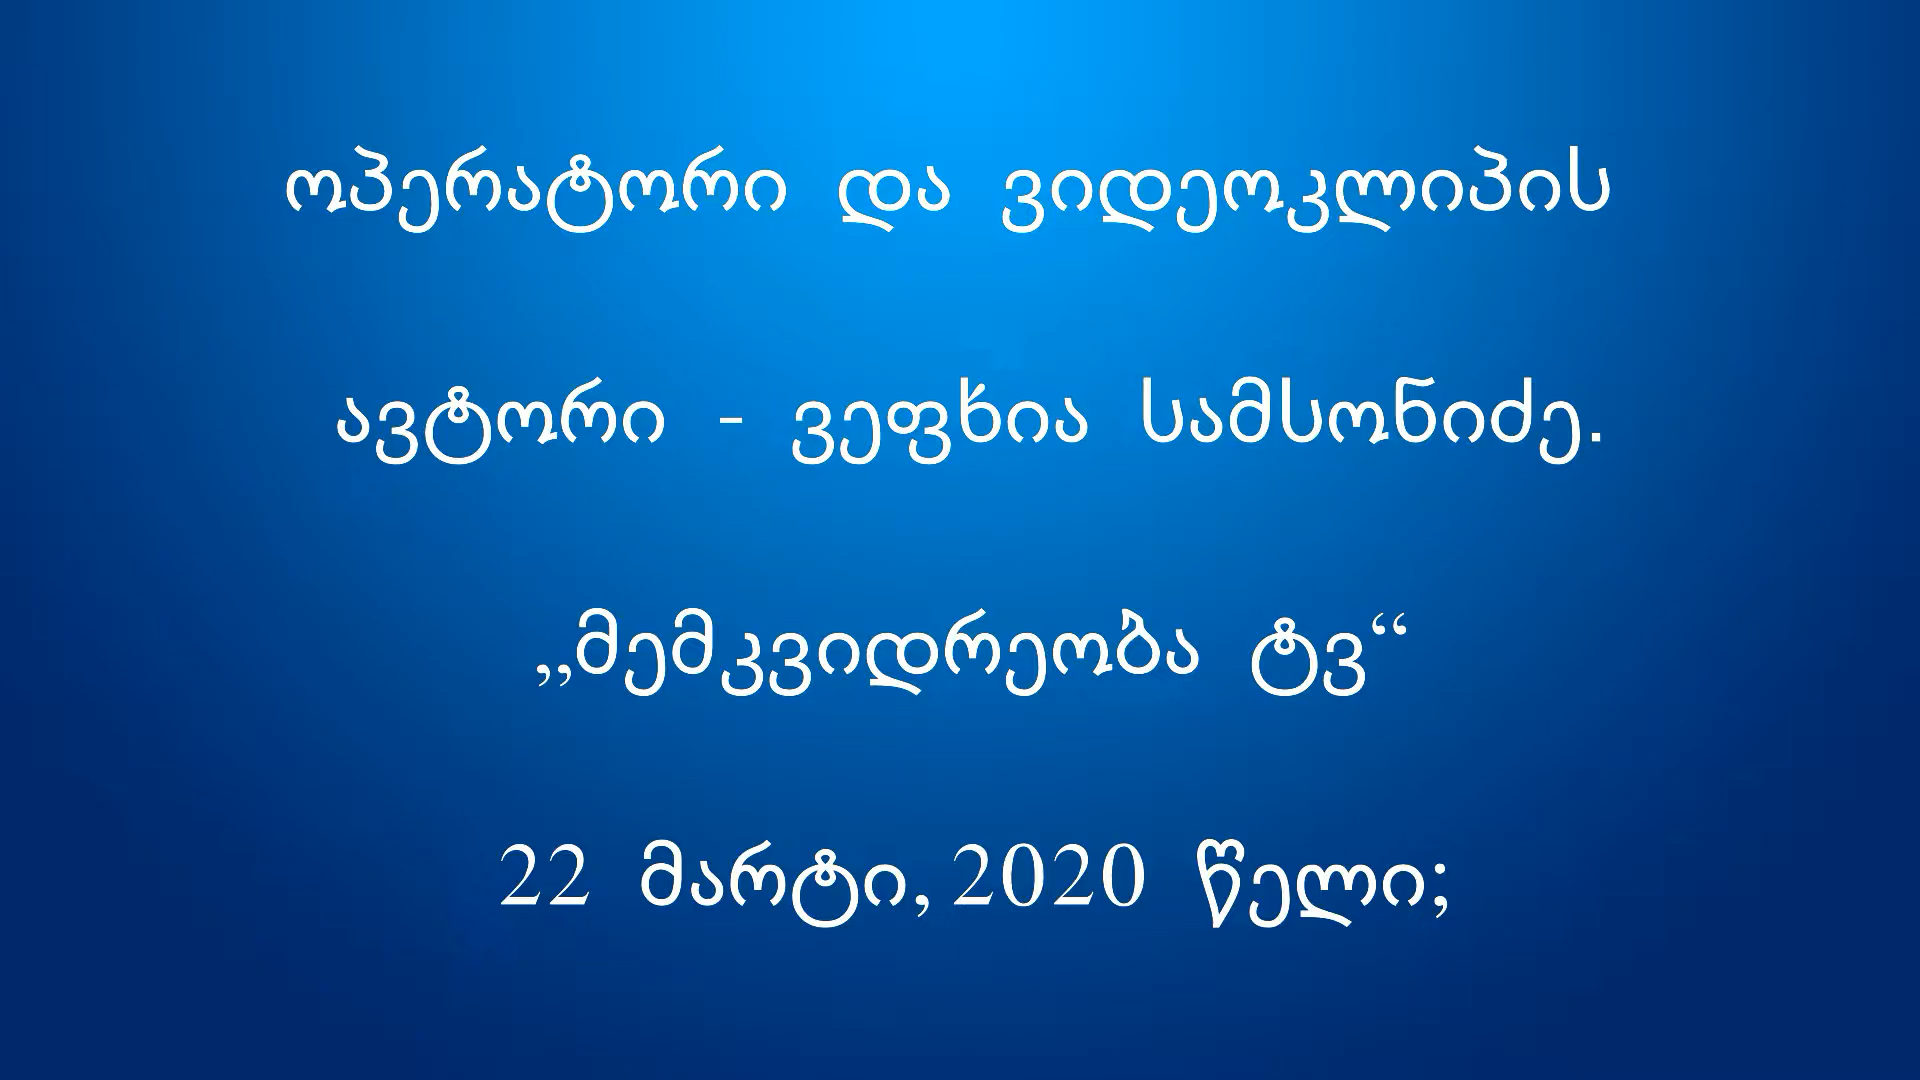 ოპერატორი და ვიდეოკლიპის
ავტორი - ვეფხია სამსონიძე.
„მემკვიდრეობა ტვ“
22 მარტი, 2020 წელი;